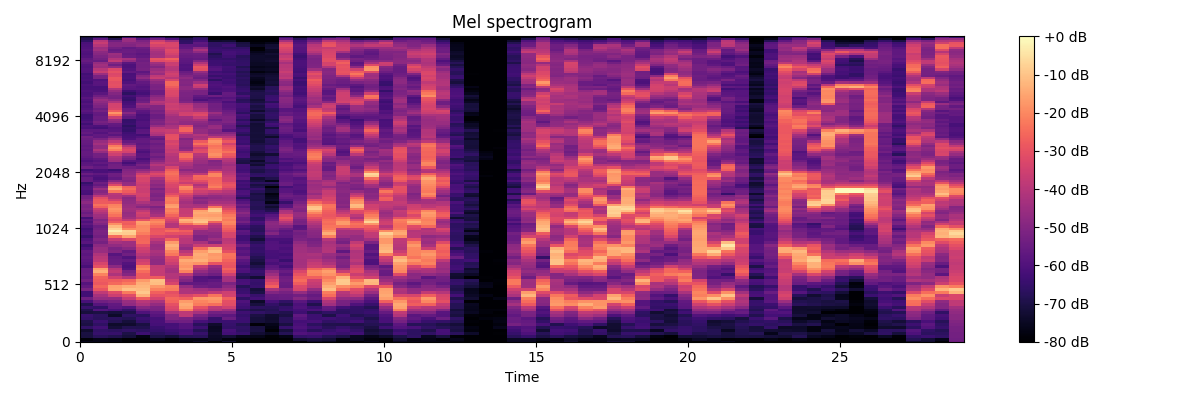 Mel spectrogram
+0 dB
8192
-10 dB
4096
-20 dB
-30 dB
Hz
2048
-40 dB
1024
-50 dB
-60 dB
512
-70 dB
0
-80 dB
0 5 10 15 20 25
Time